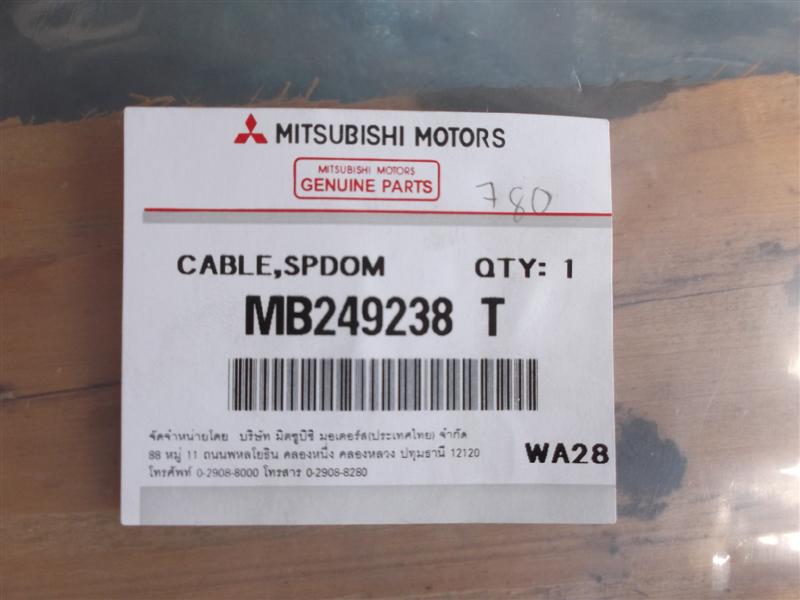 MITSUBISHI MOTORS
MITSUBISHI MOTORS
GENUINE PARTS
780
CABLE,SPDOM QTY: 1
MB249238 T
จัดจำหน่ายโดย บริษัท มิตซูบิชิ มอเตอร์ส(ประเทศไทย) จำกัด
88 หมู่ 11 ถนนพหลโยธิน คลองหนึ่ง คลองหลวง ปทุมธานี 12120
โทรศัพท์ 0-2908-8000 โทรสาร 0-2908-8280
WA28